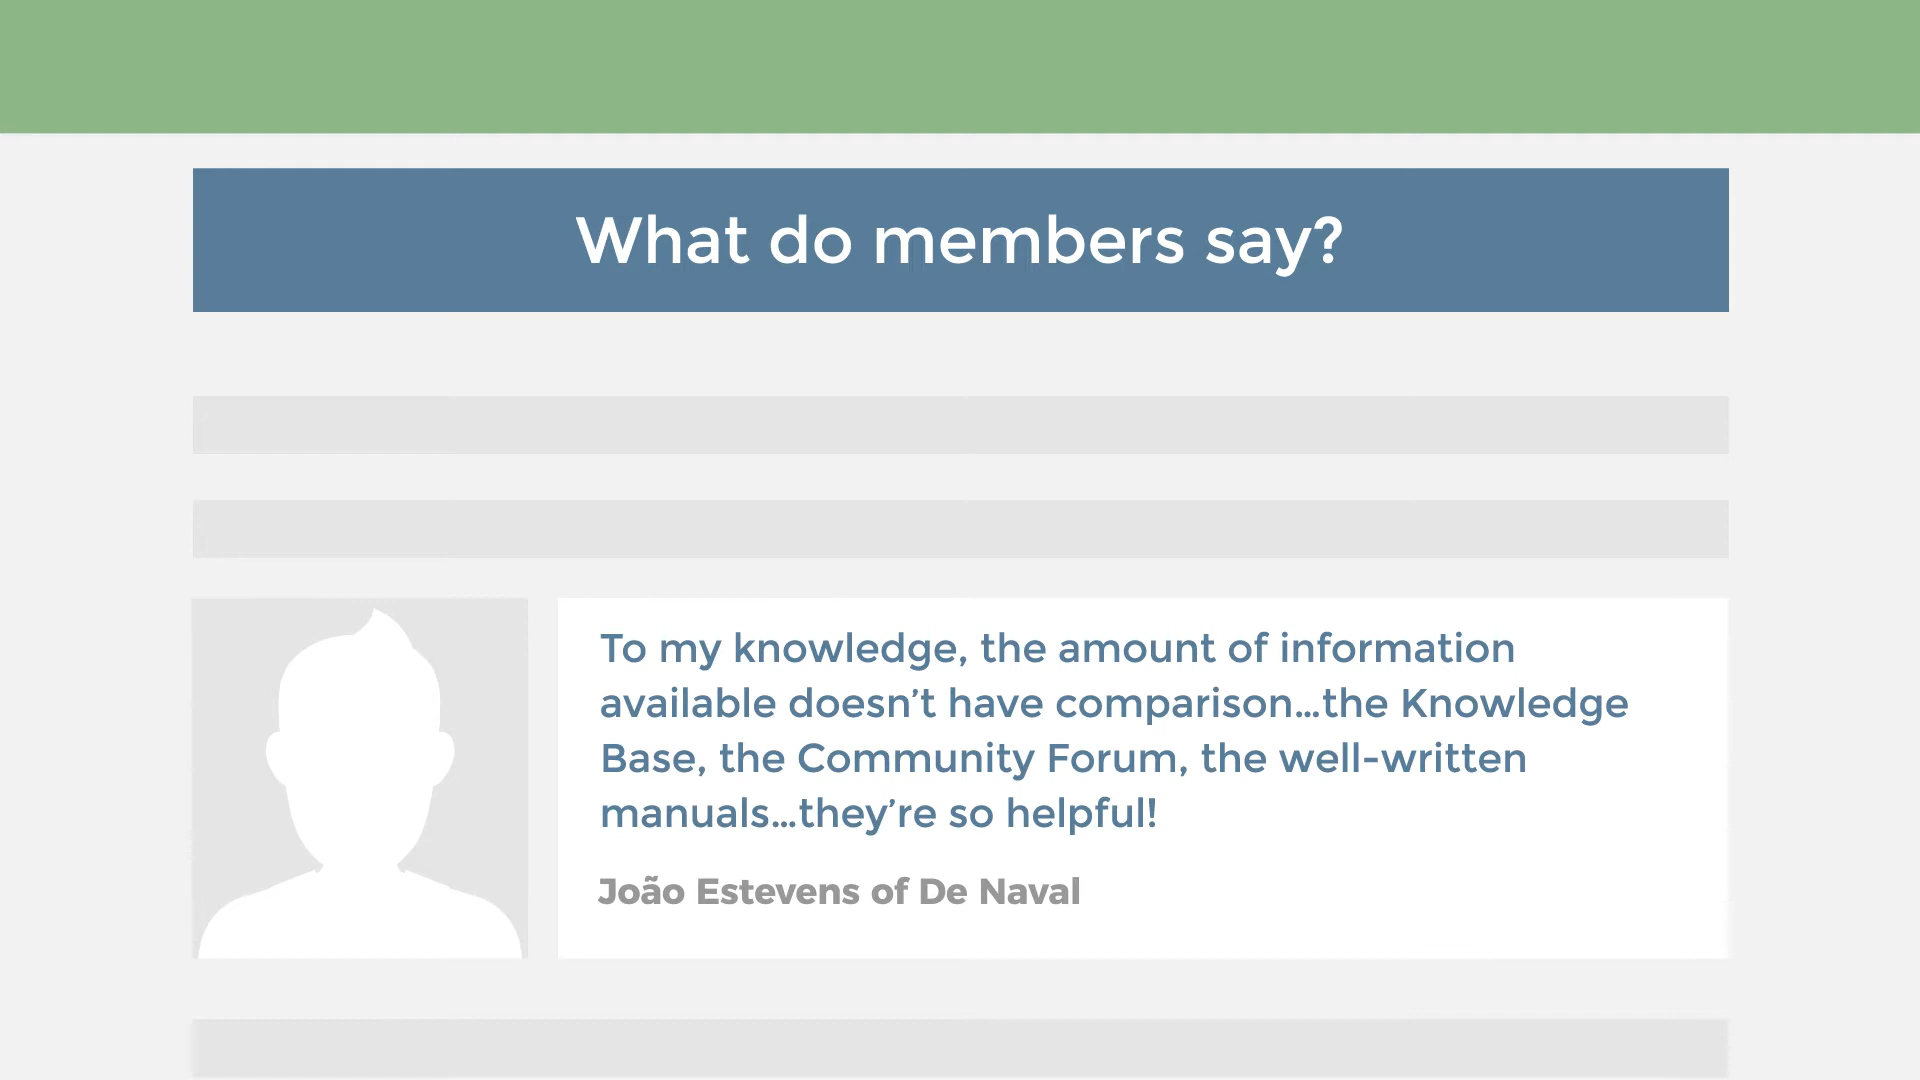 What do members say?
To my knowledge, the amount of information
available doesn’t have comparison...the Knowledge
Base, the Community Forum, the well-written
manuals...they’re so helpful!
João Estevens of De Naval